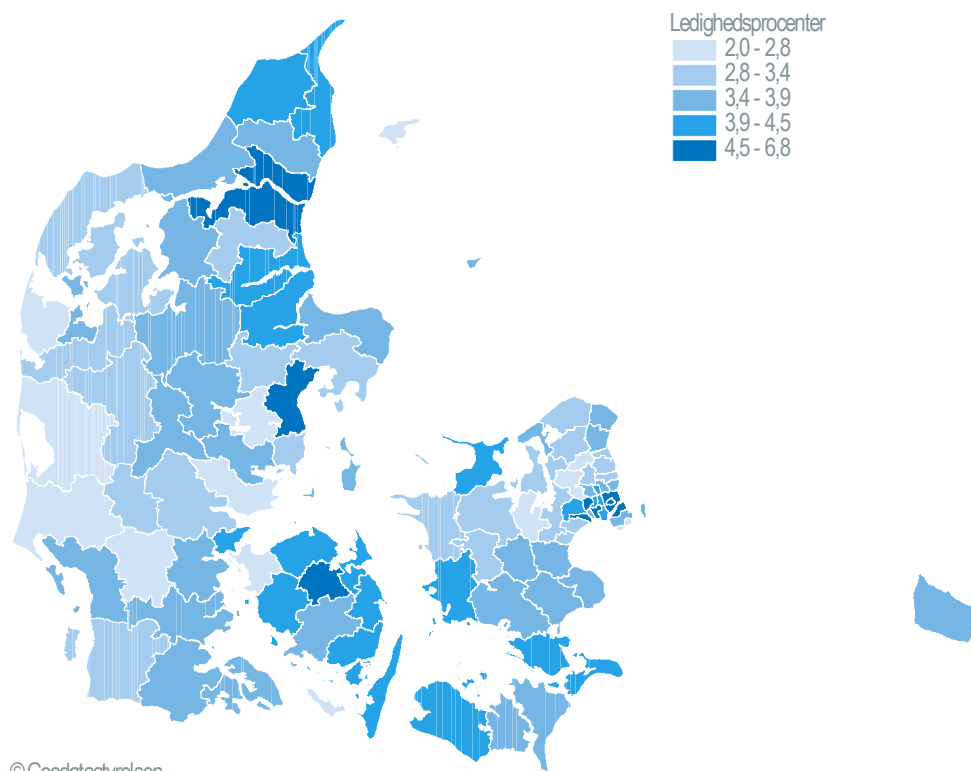 Ledighedsprocenter
2,0 - 2,8
2,8 - 3,4
3,4 - 3,9
3,9 - 4,5
4,5 - 6,8
©